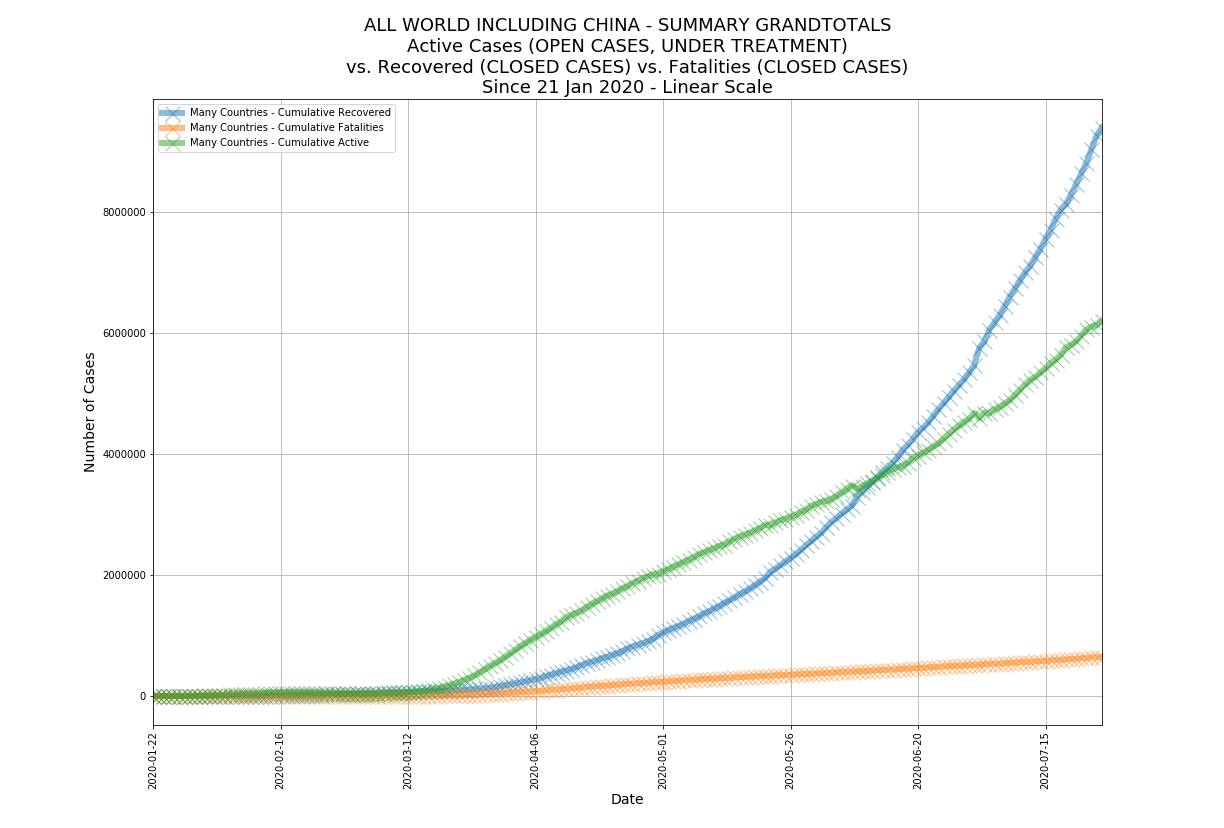 ALL WORLD INCLUDING CHINA - SUMMARY GRANDTOTALS
Active Cases (OPEN CASES, UNDER TREATMENT)
vs. Recovered (CLOSED CASES) vs. Fatalities (CLOSED CASES)
Since 21 Jan 2020 - Linear Scale
Many Countries - Cumulative Recovered
Many Countries - Cumulative Fatalities
Many Countries - Cumulative Active
8000000
6000000
4000000
2000000
0
Number of Cases
2020-01-22
2020-02-16
2020-03-12
2020-04-06
2020-05-01
2020-05-26
2020-06-20
2020-07-15
Date